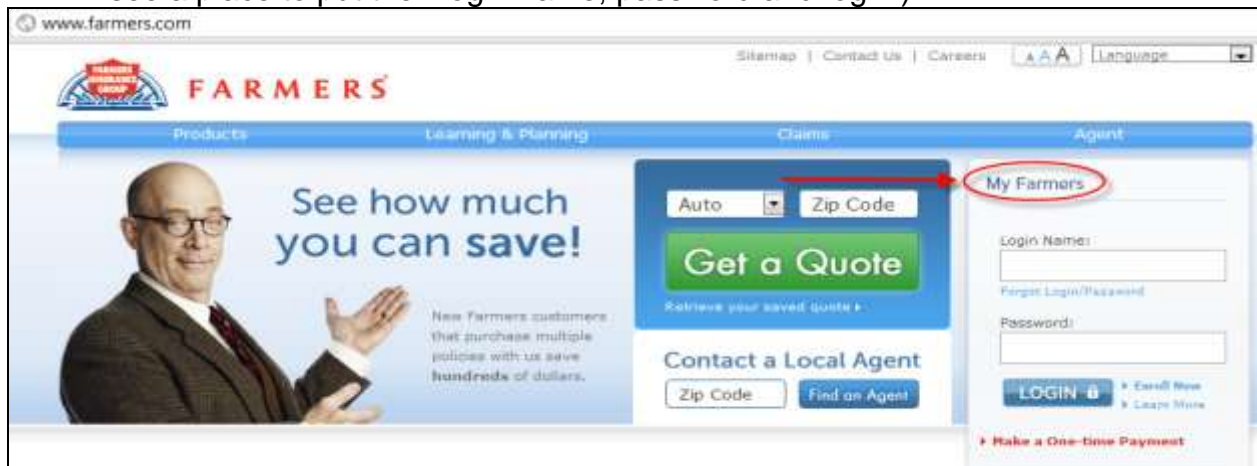 www.farmers.com
Sitemap | Contact Us | Careers
A A A
Language
FARMERS INSURANCE GROUP
FARMERS
Products
Learning & Planning
Claims
Agent
See how much
you can save!
New Farmers customers
that purchase multiple
policies with us save
hundreds of dollars.
Auto
Zip Code
Get a Quote
Retrieve your saved quote
Contact a Local Agent
Zip Code
Find an Agent
My Farmers
Login Name:
Forgot Login/Password
Password:
LOGIN
Enroll Now
Learn More
Make a One-time Payment